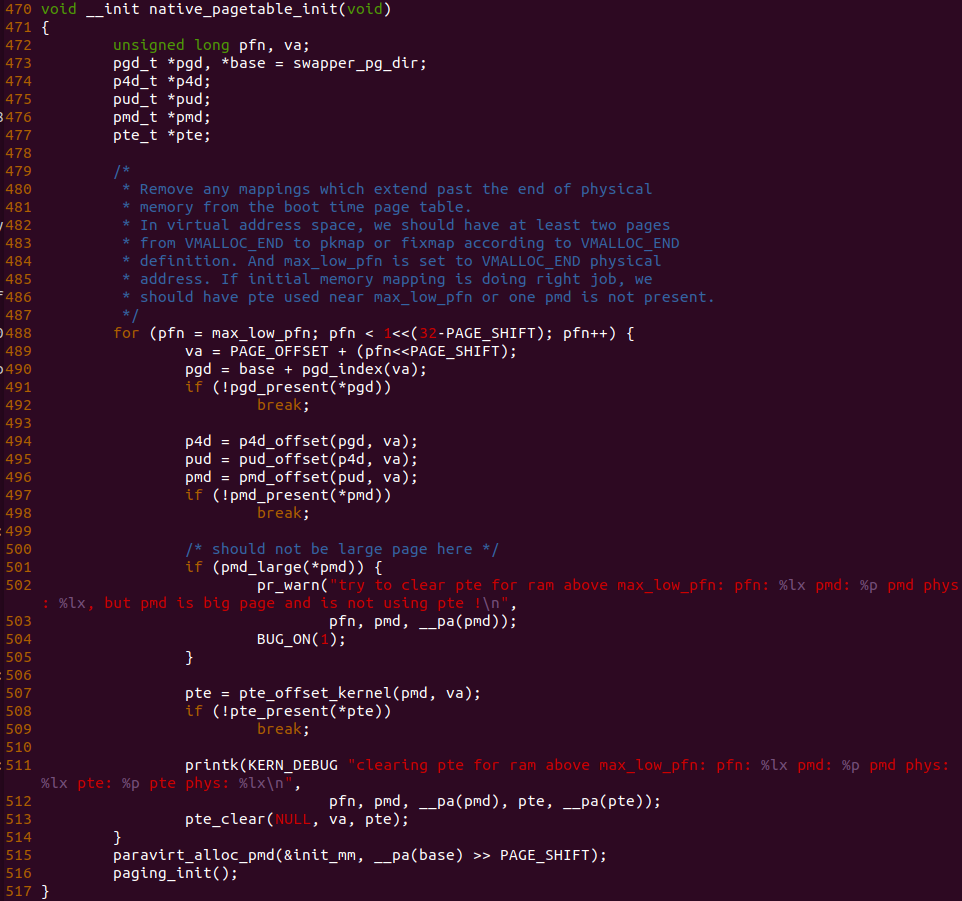 470 void __init native_pagetable_init(void)
471 {
472         unsigned long pfn, va;
473         pgd_t *pgd, *base = swapper_pg_dir;
474         p4d_t *p4d;
475         pud_t *pud;
476         pmd_t *pmd;
477         pte_t *pte;
478
479         /*
480          * Remove any mappings which extend past the end of physical
481          * memory from the boot time page table.
482          * In virtual address space, we should have at least two pages
483          * from VMALLOC_END to pkmap or fixmap according to VMALLOC_END
484          * definition. And max_low_pfn is set to VMALLOC_END physical
485          * address. If initial memory mapping is doing right job, we
486          * should have pte used near max_low_pfn or one pmd is not present.
487          */
488         for (pfn = max_low_pfn; pfn < 1<<(32-PAGE_SHIFT); pfn++) {
489                 va = PAGE_OFFSET + (pfn<<PAGE_SHIFT);
490                 pgd = base + pgd_index(va);
491                 if (!pgd_present(*pgd))
492                         break;
493
494                 p4d = p4d_offset(pgd, va);
495                 pud = pud_offset(p4d, va);
496                 pmd = pmd_offset(pud, va);
497                 if (!pmd_present(*pmd))
498                         break;
499
500                 /* should not be large page here */
501                 if (pmd_large(*pmd)) {
502                         pr_warn("try to clear pte for ram above max_low_pfn: pfn: %lx pmd: %p pmd phys
: %lx, but pmd is big page and is not using pte !\n",
503                                 pfn, pmd, __pa(pmd));
504                         BUG_ON(1);
505                 }
506
507                 pte = pte_offset_kernel(pmd, va);
508                 if (!pte_present(*pte))
509                         break;
510
511                 printk(KERN_DEBUG "clearing pte for ram above max_low_pfn: pfn: %lx pmd: %p pmd phys:
%lx pte: %p pte phys: %lx\n",
512                                 pfn, pmd, __pa(pmd), pte, __pa(pte));
513                 pte_clear(NULL, va, pte);
514         }
515         paravirt_alloc_pmd(&init_mm, __pa(base) >> PAGE_SHIFT);
516         paging_init();
517 }